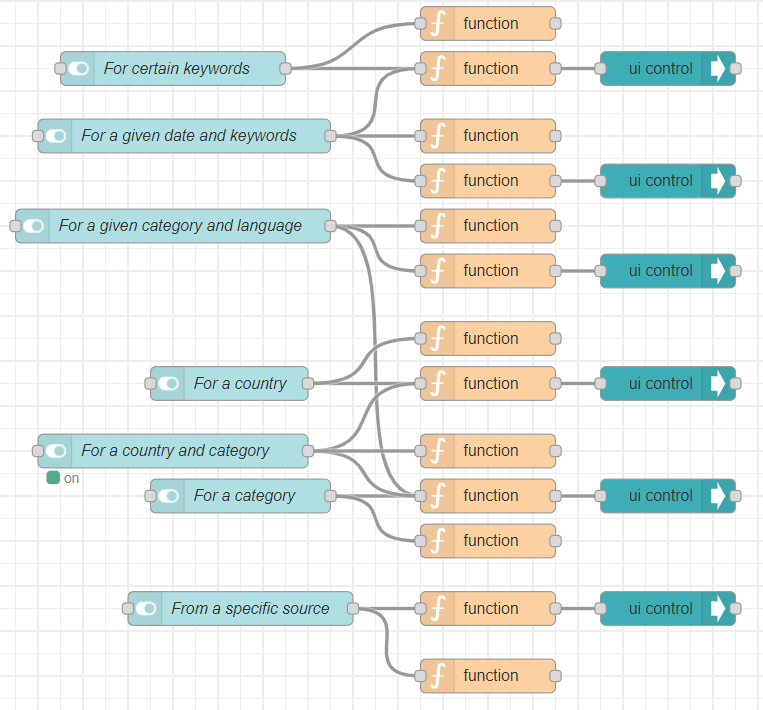 function
For certain keywords
function
ui control
For a given date and keywords
function
function
ui control
For a given category and language
function
function
ui control
function
For a country
function
ui control
For a country and category
function
on
For a category
function
ui control
function
From a specific source
function
ui control
function